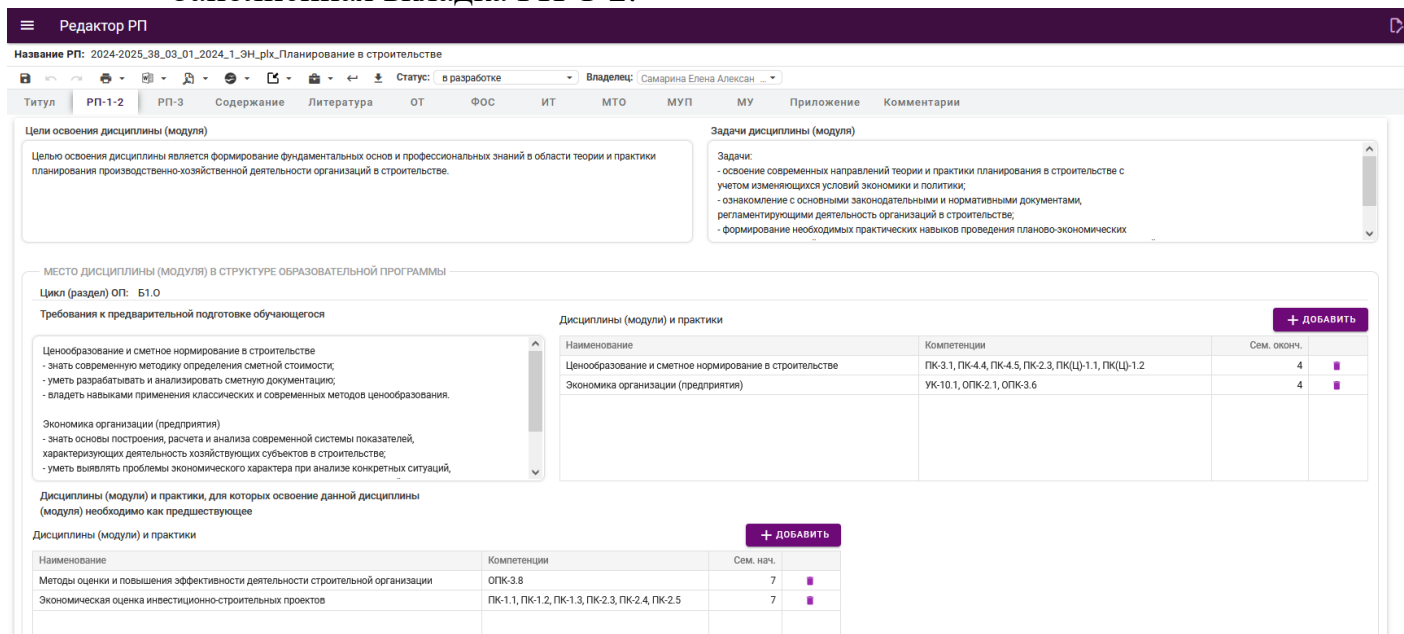 Редактор РП
Название РП: 2024-2025_38_03_01_2024_1_ЭН_plx_Планирование в строительстве
Статус: в разработке Владелец: Самарина Елена Алексан ...
Титул РП-1-2 РП-3 Содержание Литература ОТ ФОС ИТ МТО МУП МУ Приложение Комментарии
Цели освоения дисциплины (модуля)
Целью освоения дисциплины является формирование фундаментальных основ и профессиональных знаний в области теории и практики
планирования производственно-хозяйственной деятельности организаций в строительстве.
Задачи дисциплины (модуля)
Задачи:
- освоение современных направлений теории и практики планирования в строительстве с
учетом изменяющихся условий экономики и политики;
- ознакомление с основными законодательными и нормативными документами,
регламентирующими деятельность организаций в строительстве;
- формирование необходимых практических навыков проведения планово-экономических
МЕСТО ДИСЦИПЛИНЫ (МОДУЛЯ) В СТРУКТУРЕ ОБРАЗОВАТЕЛЬНОЙ ПРОГРАММЫ
Цикл (раздел) ОП: Б1.О
Требования к предварительной подготовке обучающегося
Ценообразование и сметное нормирование в строительстве
- знать современную методику определения сметной стоимости;
- уметь разрабатывать и анализировать сметную документацию;
- владеть навыками применения классических и современных методов ценообразования.
Экономика организации (предприятия)
- знать основы построения, расчета и анализа современной системы показателей,
характеризующих деятельность хозяйствующих субъектов в строительстве;
- уметь выявлять проблемы экономического характера при анализе конкретных ситуаций,
Дисциплины (модули) и практики
+ ДОБАВИТЬ
Наименование Компетенции Сем. оконч.
Ценообразование и сметное нормирование в строительстве ПК-3.1, ПК-4.4, ПК-4.5, ПК-2.3, ПК(Ц)-1.1, ПК(Ц)-1.2 4
Экономика организации (предприятия) УК-10.1, ОПК-2.1, ОПК-3.6 4
Дисциплины (модули) и практики, для которых освоение данной дисциплины
(модуля) необходимо как предшествующее
Дисциплины (модули) и практики
+ ДОБАВИТЬ
Наименование Компетенции Сем. нач.
Методы оценки и повышения эффективности деятельности строительной организации ОПК-3.8 7
Экономическая оценка инвестиционно-строительных проектов ПК-1.1, ПК-1.2, ПК-1.3, ПК-2.3, ПК-2.4, ПК-2.5 7